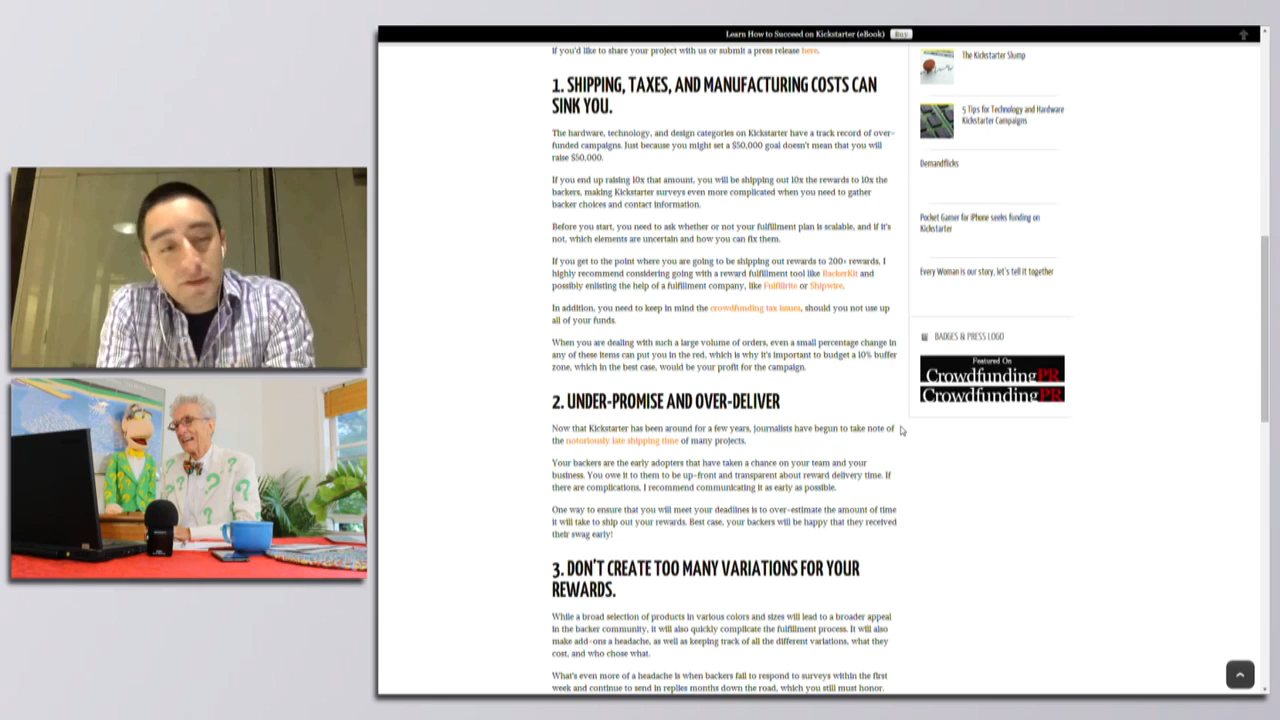 Learn How to Succeed on Kickstarter (eBook) Buy
If you'd like to share your project with us or submit a press release here.
1. SHIPPING, TAXES, AND MANUFACTURING COSTS CAN
SINK YOU.
The hardware, technology, and design categories on Kickstarter have a track record of over-
funded campaigns. Just because you might set a $50,000 goal doesn't mean that you will
raise $50,000.
If you end up raising 10x that amount, you will be shipping out 10x the rewards to 10x the
backers, making Kickstarter surveys even more complicated when you need to gather
backer choices and contact information.
Before you start, you need to ask whether or not your fulfillment plan is scalable, and if it's
not, which elements are uncertain and how you can fix them.
If you get to the point where you are going to be shipping out rewards to 200+ rewards, I
highly recommend considering going with a reward fulfillment tool like BackerKit and
possibly enlisting the help of a fulfillment company, like Fulfillrite or Shipwire.
In addition, you need to keep in mind the crowdfunding tax issues, should you not use up
all of your funds.
When you are dealing with such a large volume of orders, even a small percentage change in
any of these items can put you in the red, which is why it's important to budget a 10% buffer
zone, which in the best case, would be your profit for the campaign.
2. UNDER-PROMISE AND OVER-DELIVER
Now that Kickstarter has been around for a few years, journalists have begun to take note of
the notoriously late shipping time of many projects.
Your backers are the early adopters that have taken a chance on your team and your
business. You owe it to them to be up-front and transparent about reward delivery time. If
there are complications, I recommend communicating it as early as possible.
One way to ensure that you will meet your deadlines is to over-estimate the amount of time
it will take to ship out your rewards. Best case, your backers will be happy that they received
their swag early!
3. DON'T CREATE TOO MANY VARIATIONS FOR YOUR
REWARDS.
While a broad selection of products in various colors and sizes will lead to a broader appeal
in the backer community, it will also quickly complicate the fulfillment process. It will also
make add-ons a headache, as well as keeping track of all the different variations, what they
cost, and who chose what.
What's even more of a headache is when backers fail to respond to surveys within the first
week and continue to send in replies months down the road, which you still must honor.
The Kickstarter Slump
5 Tips for Technology and Hardware
Kickstarter Campaigns
Demandflicks
Pocket Gamer for iPhone seeks funding on
Kickstarter
Every Woman is our story, let's tell it together
BADGES & PRESS LOGO
Featured On
CrowdfundingPR
CrowdfundingPR
? ? ?